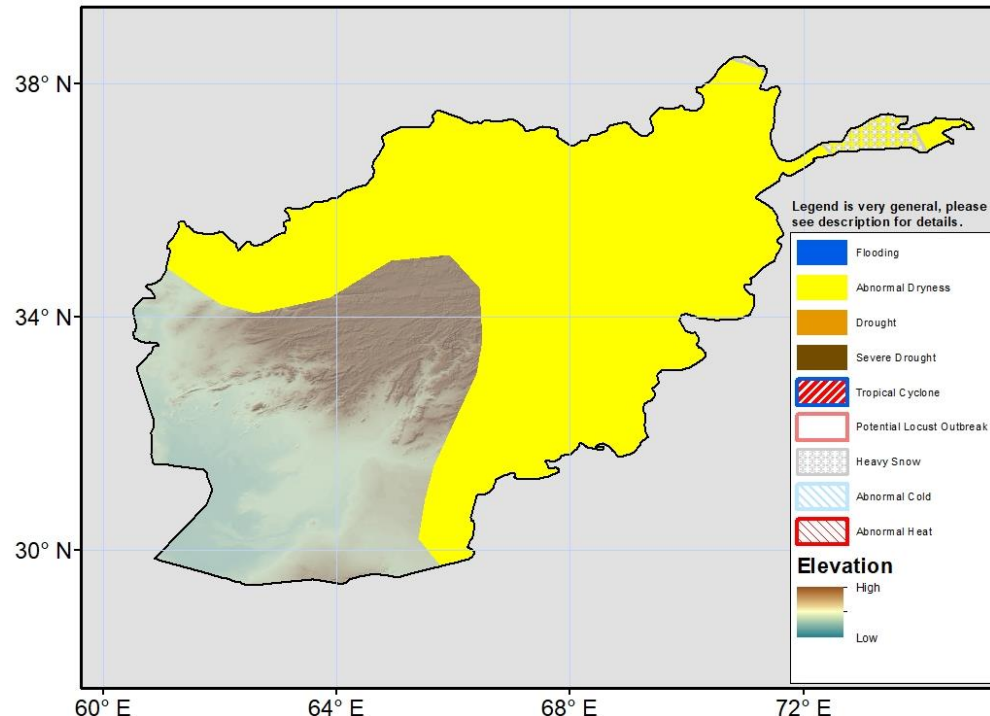 38° N
34° N
30° N
60° E
64° E
68° E
72° E
Legend is very general, please
see description for details.
Flooding
Abnormal Dryness
Drought
Severe Drought
Tropical Cyclone
Potential Locust Outbreak
Heavy Snow
Abnormal Cold
Abnormal Heat
Elevation
High
Low